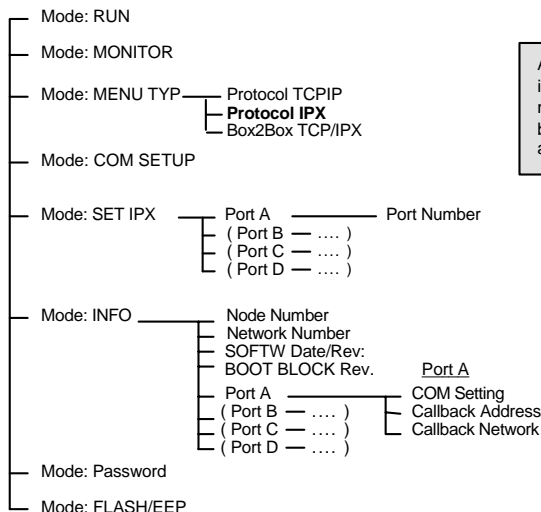 Mode: RUN
Mode: MONITOR
Mode: MENU TYP Protocol TCPIP
Protocol IPX
Box2Box TCP/IPX
Mode: COM SETUP
Mode: SET IPX Port A Port Number
( Port B — .... )
( Port C — .... )
( Port D — .... )
Mode: INFO Node Number
Network Number
SOFTW Date/Rev:
BOOT BLOCK Rev. Port A
Port A COM Setting
( Port B — .... ) Callback Address
( Port C — .... ) Callback Network
( Port D — .... )
Mode: Password
Mode: FLASH/EEP